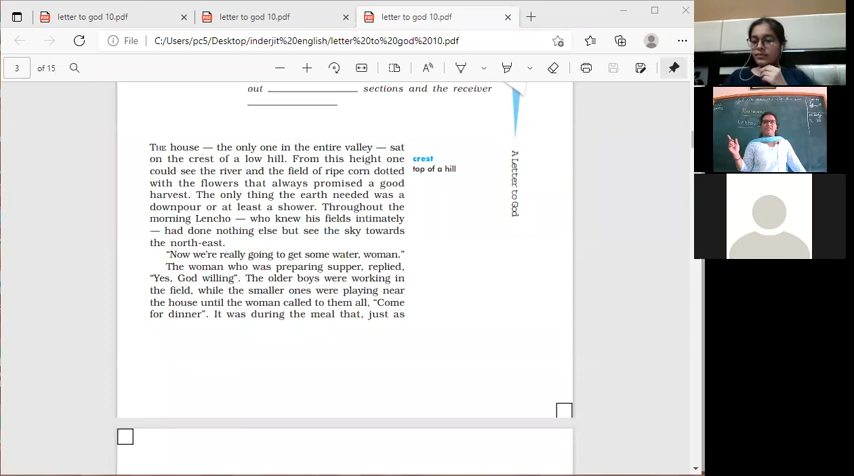 letter to god 10.pdf
letter to god 10.pdf
letter to god 10.pdf
File C:/Users/pc5/Desktop/inderjit%20english/letter%20to%20god%2010.pdf
3 of 15
out ____________ sections and the receiver
____________
THE house — the only one in the entire valley — sat
on the crest of a low hill. From this height one
could see the river and the field of ripe corn dotted
with the flowers that always promised a good
harvest. The only thing the earth needed was a
downpour or at least a shower. Throughout the
morning Lencho — who knew his fields intimately
— had done nothing else but see the sky towards
the north-east.
“Now we're really going to get some water, woman.”
The woman who was preparing supper, replied,
“Yes, God willing”. The older boys were working in
the field, while the smaller ones were playing near
the house until the woman called to them all, “Come
for dinner”. It was during the meal that, just as
crest
top of a hill
A Letter to God